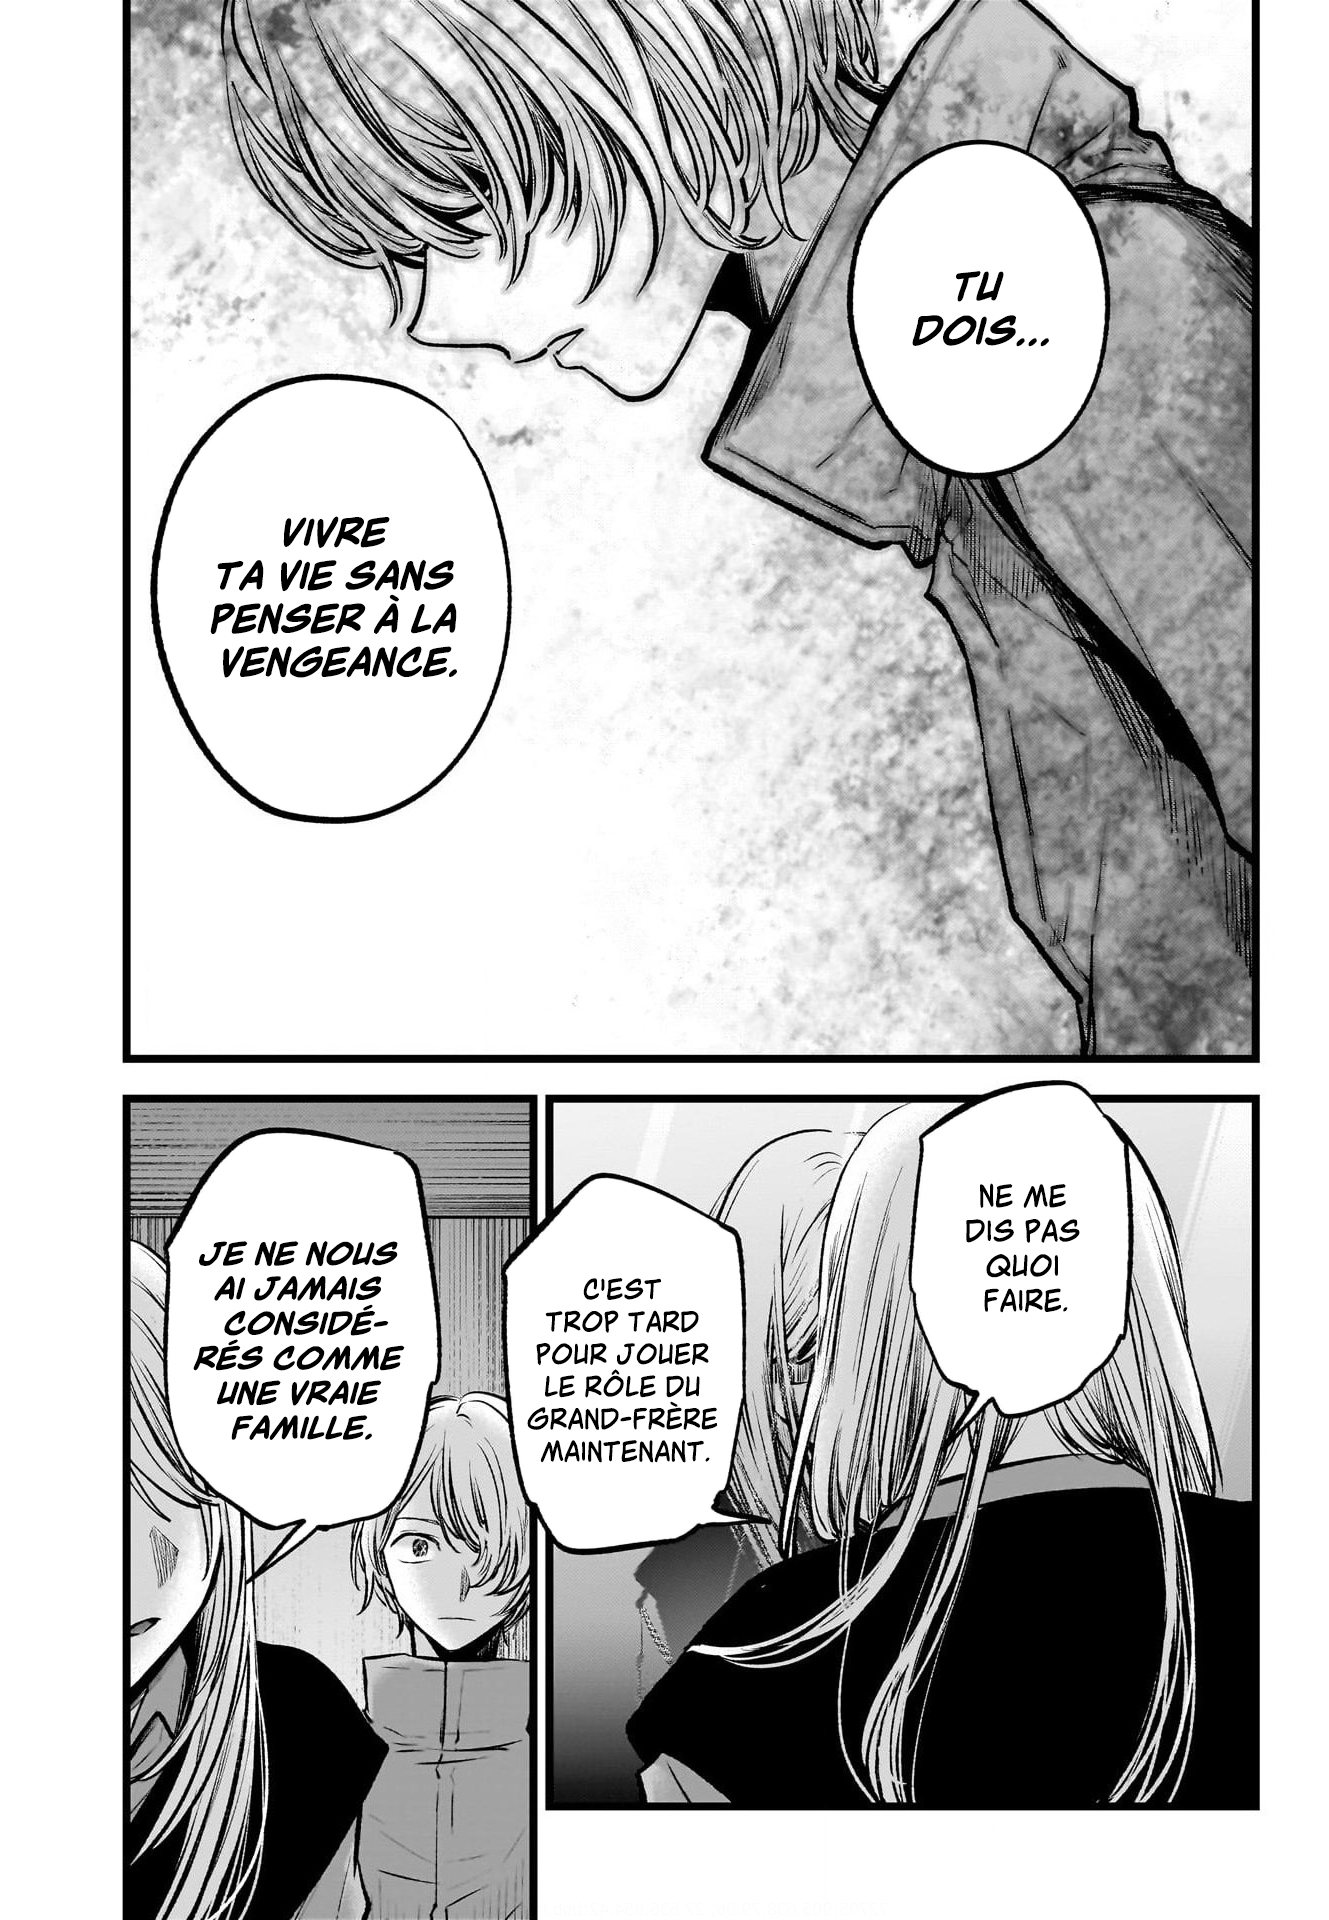 TU
DOIS...
VIVRE
TA VIE SANS
PENSER À LA
VENGEANCE.
NE ME
DIS PAS
QUOI
FAIRE.
C'EST
TROP TARD
POUR JOUER
LE RÔLE DU
GRAND-FRÈRE
MAINTENANT.
JE NE NOUS
AI JAMAIS
CONSIDÉ-
RÉS COMME
UNE VRAIE
FAMILLE.